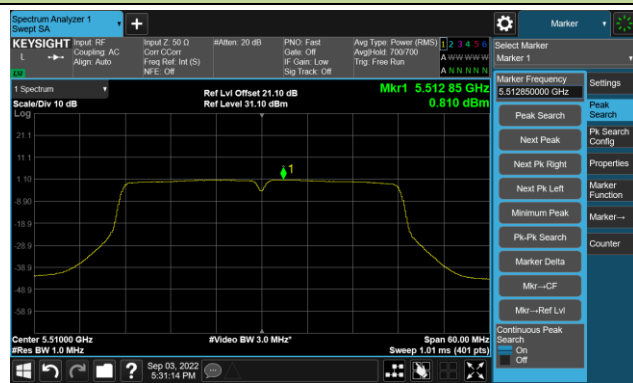 Spectrum Analyzer 1
Swept SA
+
Marker
KEYSIGHT
L
Input: RF
Coupling: AC
Align: Auto
Input Z: 50 Ω
Corr CCorr
Freq Ref: Int (S)
NFE: Off
#Atten: 20 dB
PNO: Fast
Gate: Off
IF Gain: Low
Sig Track: Off
Avg Type: Power (RMS)
Avg|Hold: 700/700
Trig: Free Run
1 2 3 4 5 6
A W W W W W
A N N N N N
Select Marker
Marker 1
1 Spectrum
Scale/Div 10 dB
Log
Ref Lvl Offset 21.10 dB
Ref Level 31.10 dBm
Mkr1 5.512 85 GHz
0.810 dBm
Marker Frequency
5.512850000 GHz
Settings
Peak Search
Peak
Search
Next Peak
Pk Search
Config
Next Pk Right
Properties
Next Pk Left
Marker
Function
Minimum Peak
Marker→
Pk-Pk Search
Counter
Marker Delta
Mkr→CF
Mkr→Ref Lvl
Continuous Peak
Search
On
Off
21.1
11.1
1.10
-8.90
-18.9
-28.9
-38.9
-48.9
-58.9
1
Center 5.51000 GHz
#Res BW 1.0 MHz
#Video BW 3.0 MHz*
Span 60.00 MHz
Sweep 1.01 ms (401 pts)
?
Sep 03, 2022
5:31:14 PM